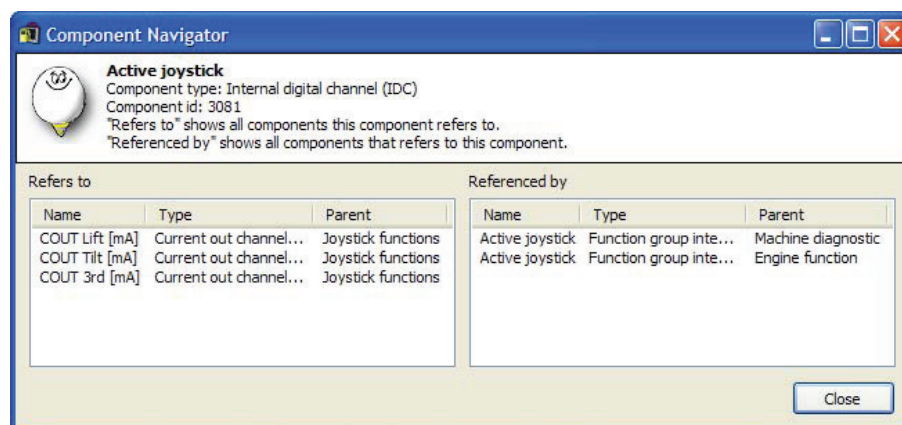 Component Navigator
Active joystick
Component type: Internal digital channel (IDC)
Component id: 3081
"Refers to" shows all components this component refers to.
"Referenced by" shows all components that refers to this component.
Refers to
Name Type Parent
COUT Lift [mA] Current out channel... Joystick functions
COUT Tilt [mA] Current out channel... Joystick functions
COUT 3rd [mA] Current out channel... Joystick functions
Referenced by
Name Type Parent
Active joystick Function group inte... Machine diagnostic
Active joystick Function group inte... Engine function
Close